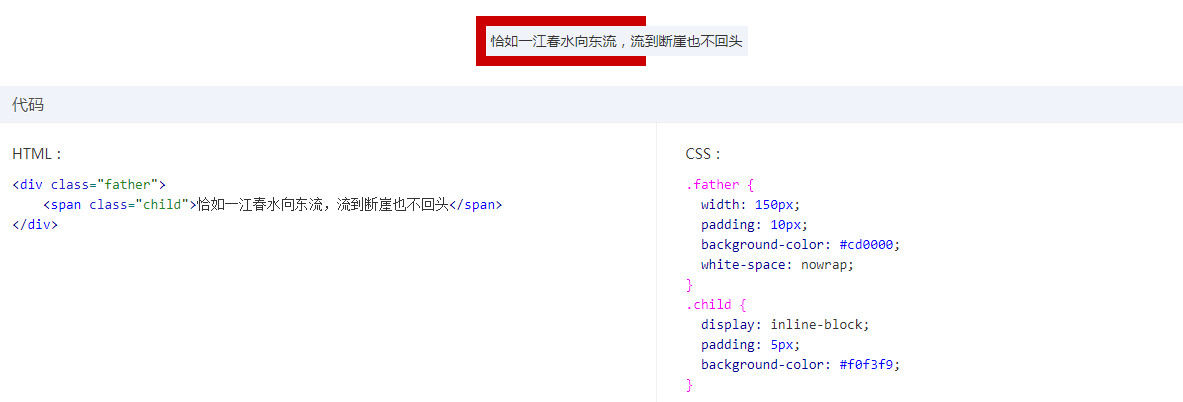 恰如一江春水向东流，流到断崖也不回头
代码
HTML：
<div class="father">
    <span class="child">恰如一江春水向东流，流到断崖也不回头</span>
</div>
CSS：
.father {
  width: 150px;
  padding: 10px;
  background-color: #cd0000;
  white-space: nowrap;
}
.child {
  display: inline-block;
  padding: 5px;
  background-color: #f0f3f9;
}